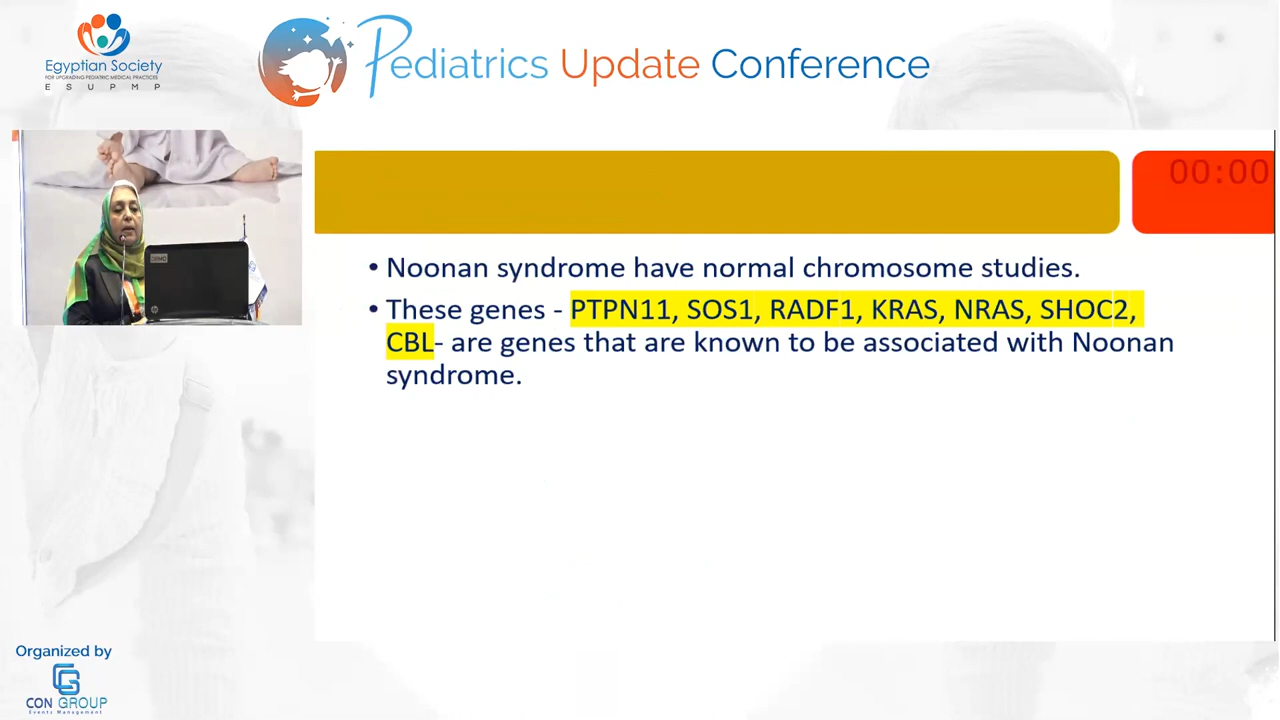 Egyptian Society
FOR UPGRADING PEDIATRIC MEDICAL PRACTICES
E S U P M P
Pediatrics Update Conference
00:00
• Noonan syndrome have normal chromosome studies.
• These genes - PTPN11, SOS1, RADF1, KRAS, NRAS, SHOC2,
CBL- are genes that are known to be associated with Noonan
syndrome.
Organized by
CON GROUP
Events Management